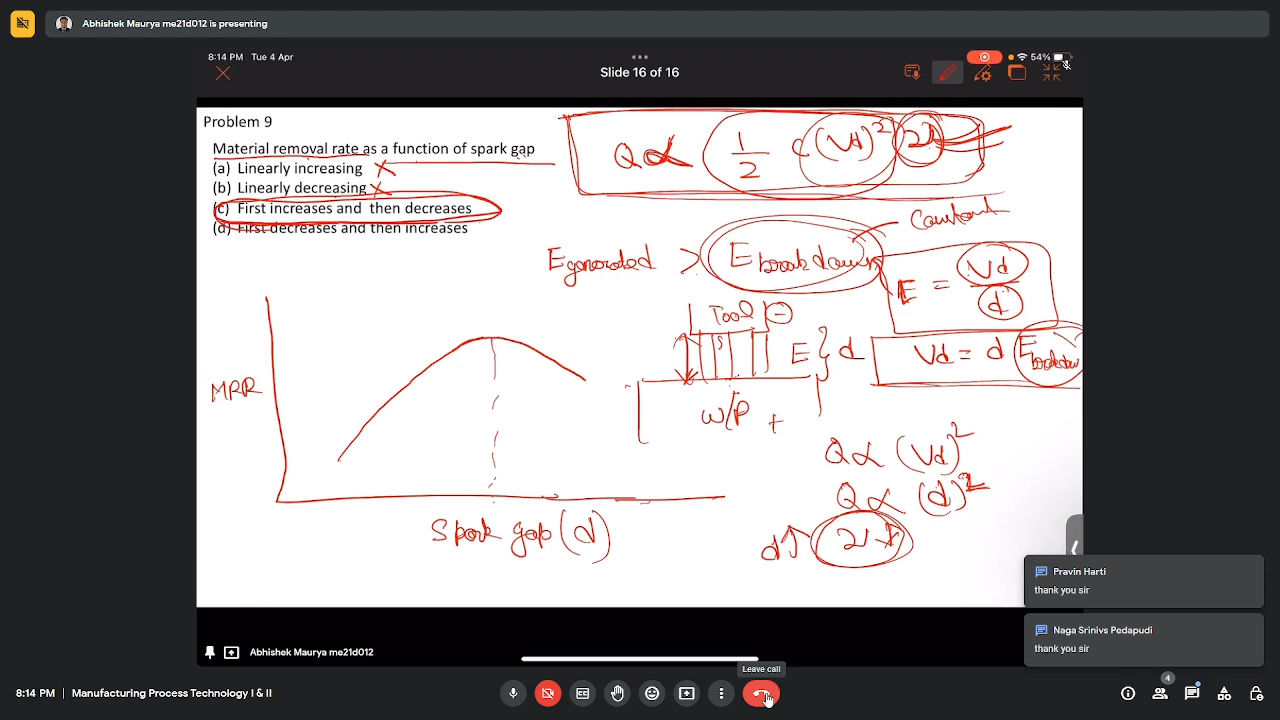 Abhishek Maurya me21d012 is presenting
8:14 PM Tue 4 Apr
54%
Slide 16 of 16
Problem 9
Material removal rate as a function of spark gap
(a) Linearly increasing
(b) Linearly decreasing
(c) First increases and then decreases
(d) First decreases and then increases
Q ∝ 1/2 C (Vd)²
Constant
Egenerated > Ebreakdown
E = Vd/d
Tool −
E } d
Vd = d Ebreakdow
MRR
W/P +
Q ∝ (Vd)²
Q ∝ (d)²
Spark gap (d)
d↑
Pravin Harti
thank you sir
Naga Srinivs Pedapudi
thank you sir
Abhishek Maurya me21d012
Leave call
8:14 PM | Manufacturing Process Technology I & II
4